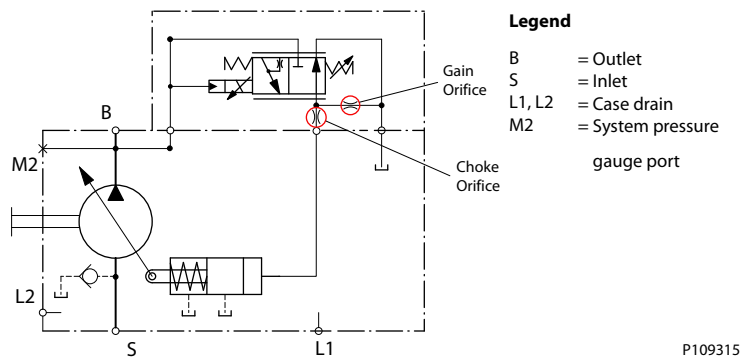 Legend
B = Outlet
S = Inlet
L1, L2 = Case drain
M2 = System pressure
gauge port
Gain
Orifice
B
M2
Choke
Orifice
L2
S
L1
P109315